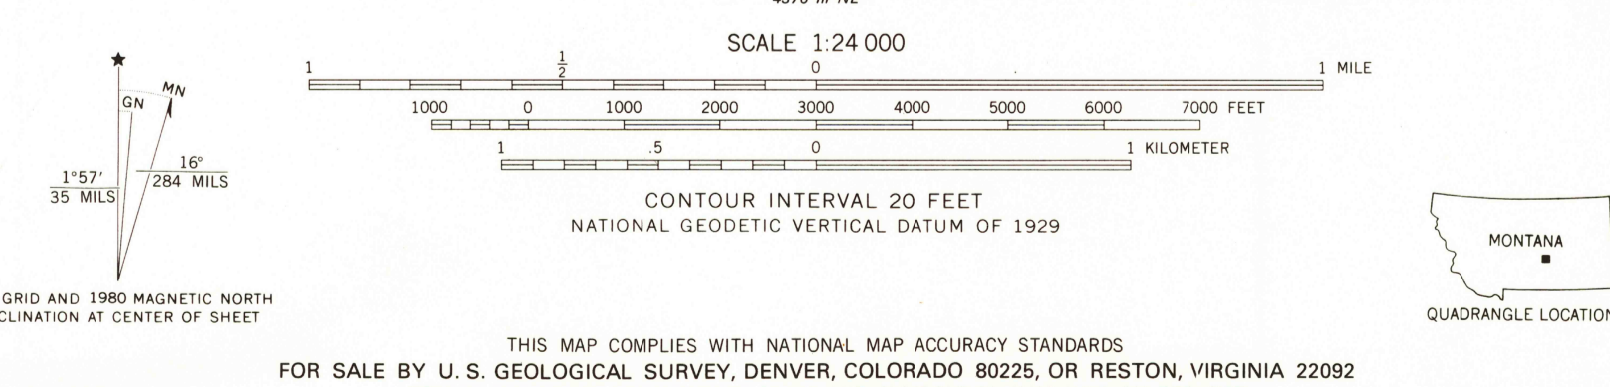 SCALE 1:24 000
1 1/2 0 1 MILE
1000 0 1000 2000 3000 4000 5000 6000 7000 FEET
1 .5 0 1 KILOMETER
CONTOUR INTERVAL 20 FEET
NATIONAL GEODETIC VERTICAL DATUM OF 1929
★
GN
MN
1°57′
35 MILS
16°
284 MILS
GRID AND 1980 MAGNETIC NORTH
CLINATION AT CENTER OF SHEET
MONTANA
QUADRANGLE LOCATION
THIS MAP COMPLIES WITH NATIONAL MAP ACCURACY STANDARDS
FOR SALE BY U. S. GEOLOGICAL SURVEY, DENVER, COLORADO 80225, OR RESTON, VIRGINIA 22092